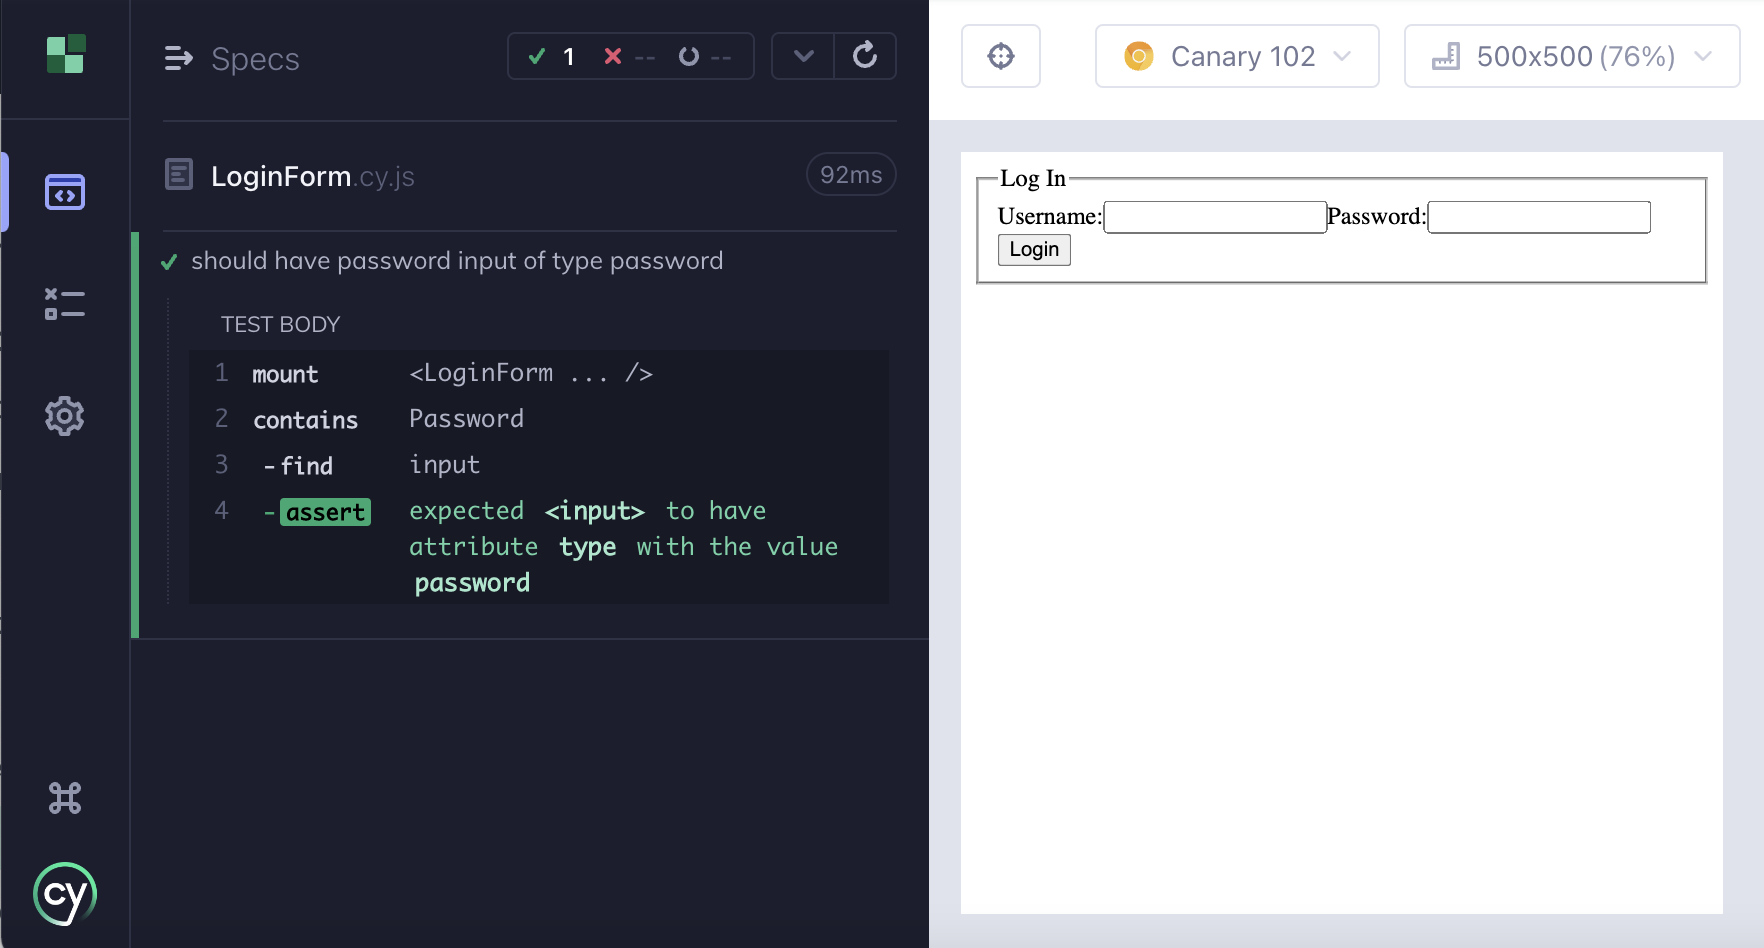 Specs
1 -- --
LoginForm.cy.js
92ms
should have password input of type password
TEST BODY
1 mount <LoginForm ... />
2 contains Password
3 -find input
4 -assert expected <input> to have
attribute type with the value
password
cy
Canary 102
500x500 (76%)
Log In
Username: Password:
Login